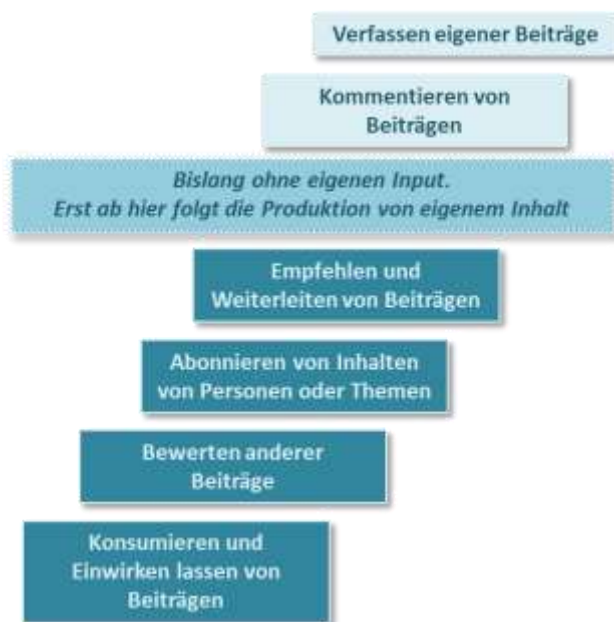 Verfassen eigener Beiträge
Kommentieren von
Beiträgen
Bislang ohne eigenen Input.
Erst ab hier folgt die Produktion von eigenem Inhalt
Empfehlen und
Weiterleiten von Beiträgen
Abonnieren von Inhalten
von Personen oder Themen
Bewerten anderer
Beiträge
Konsumieren und
Einwirken lassen von
Beiträgen